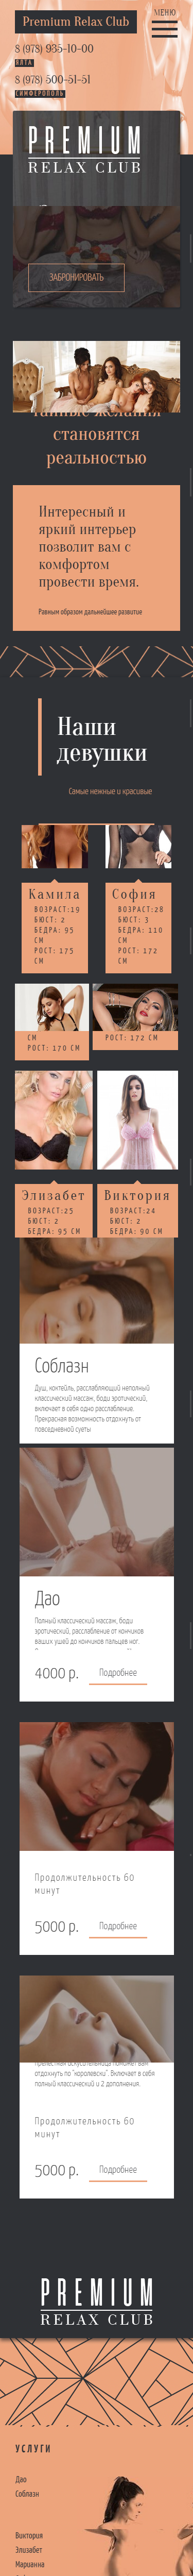 Premium Relax Club
МЕНЮ
8 (978) 935-10-00
ЯЛТА
8 (978) 500-51-51
СИМФЕРОПОЛЬ
PREMIUM
RELAX CLUB
ЗАБРОНИРОВАТЬ
становятся
реальностью
Интересный и
яркий интерьер
позволит вам с
комфортом
провести время.
Равным образом дальнейшее развитие
Наши
девушки
Самые нежные и красивые
Камила
ВОЗРАСТ:19
БЮСТ: 2
БЕДРА: 95
СМ
РОСТ: 175
СМ
София
ВОЗРАСТ:28
БЮСТ: 3
БЕДРА: 110
СМ
РОСТ: 172
СМ
СМ
РОСТ: 170 СМ
РОСТ: 172 СМ
Элизабет
ВОЗРАСТ:25
БЮСТ: 2
БЕДРА: 95 СМ
Виктория
ВОЗРАСТ:24
БЮСТ: 2
БЕДРА: 90 СМ
Соблазн
Душ, коктейль, расслабляющий неполный
классический массаж, боди эротический,
включает в себя одно расслабление.
Прекрасная возможность отдохнуть от
повседневной суеты
Дао
Полный классический массаж, боди
эротический, расслабление от кончиков
ваших ушей до кончиков пальцев ног.
4000 р.
Подробнее
Продолжительность 60
минут
5000 р.
Подробнее
Прелестная искусительница поможет вам
отдохнуть по "королевски". Включает в себя
полный классический и 2 дополнения.
Продолжительность 60
минут
5000 р.
Подробнее
PREMIUM
RELAX CLUB
УСЛУГИ
Дао
Соблазн
Виктория
Элизабет
Марианна